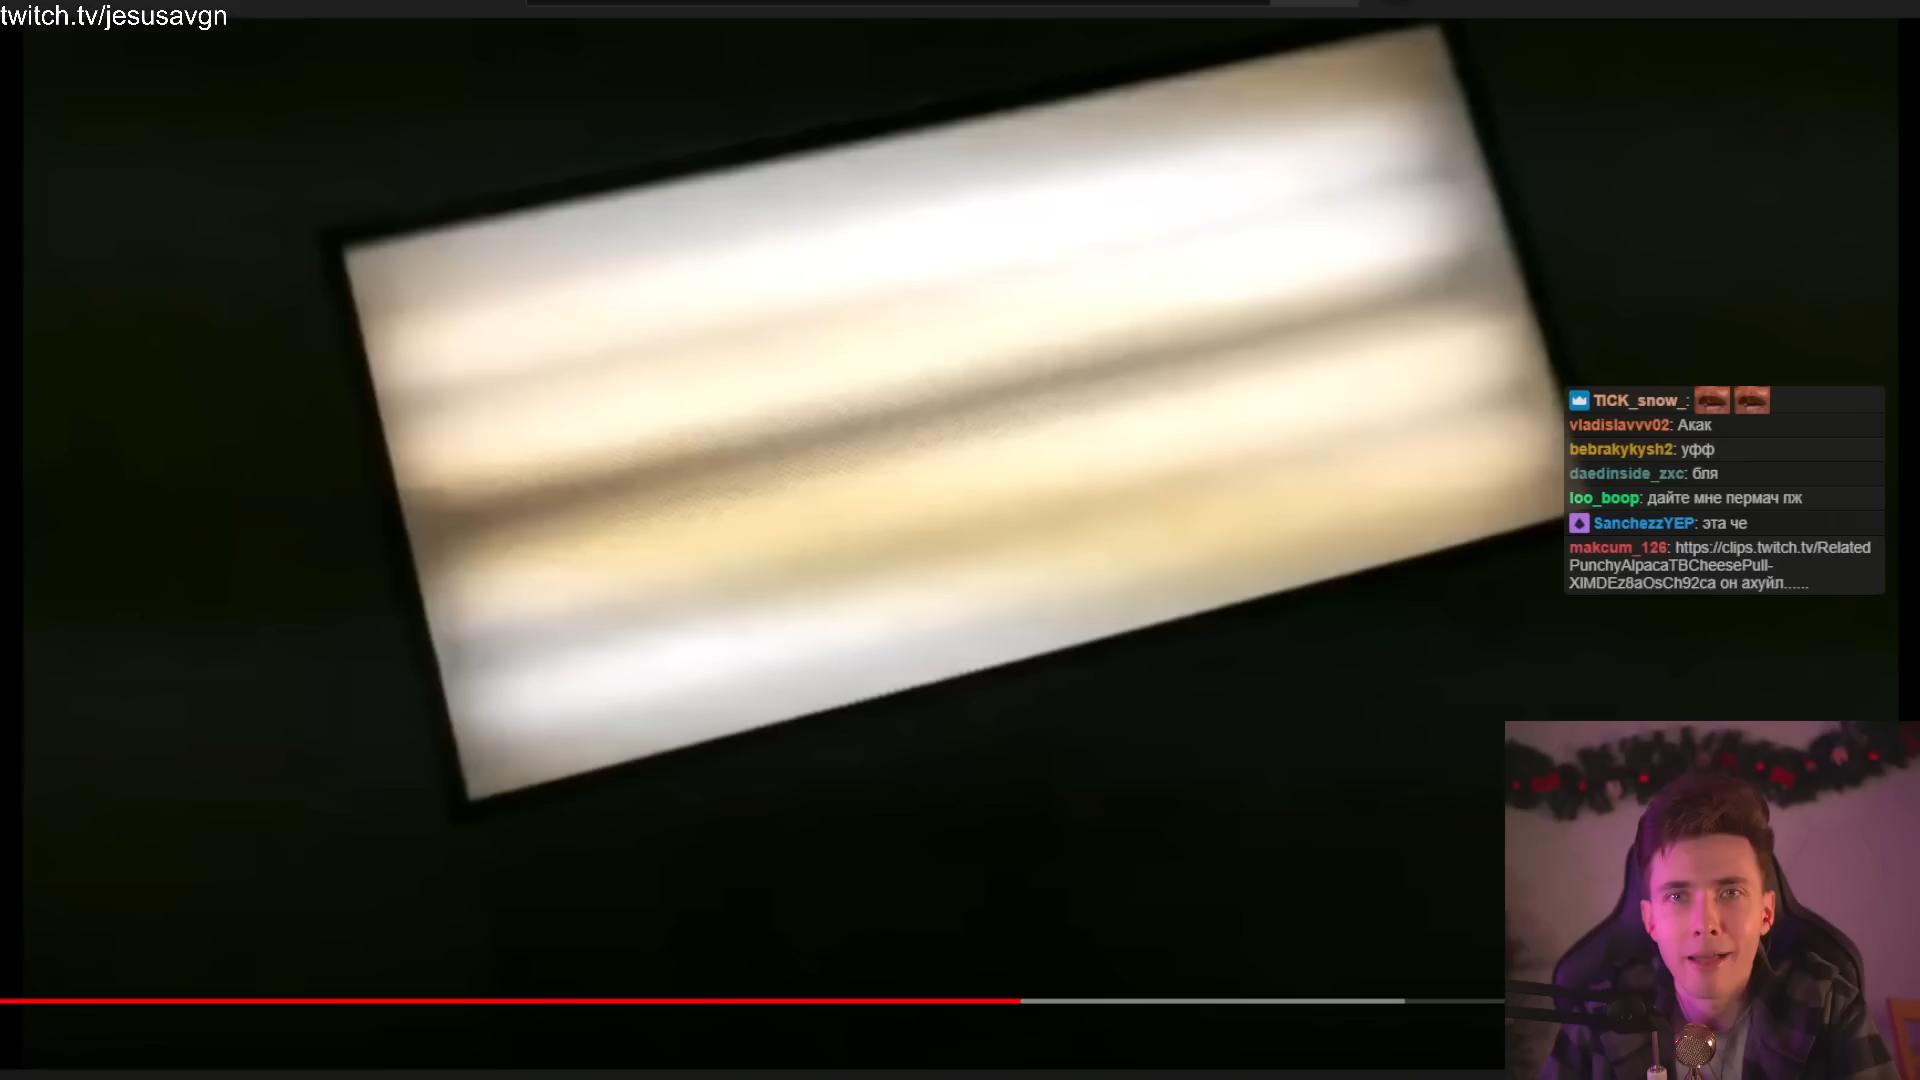 twitch.tv/jesusavgn
TICK_snow_:
vladislavvv02: Акак
bebrakykysh2: уфф
daedinside_zxc: бля
loo_boop: дайте мне пермач пж
SanchezzYEP: эта че
makcum_126: https://clips.twitch.tv/Related
PunchyAlpacaTBCheesePull-
XlMDEz8aOsCh92ca он ахуйл......